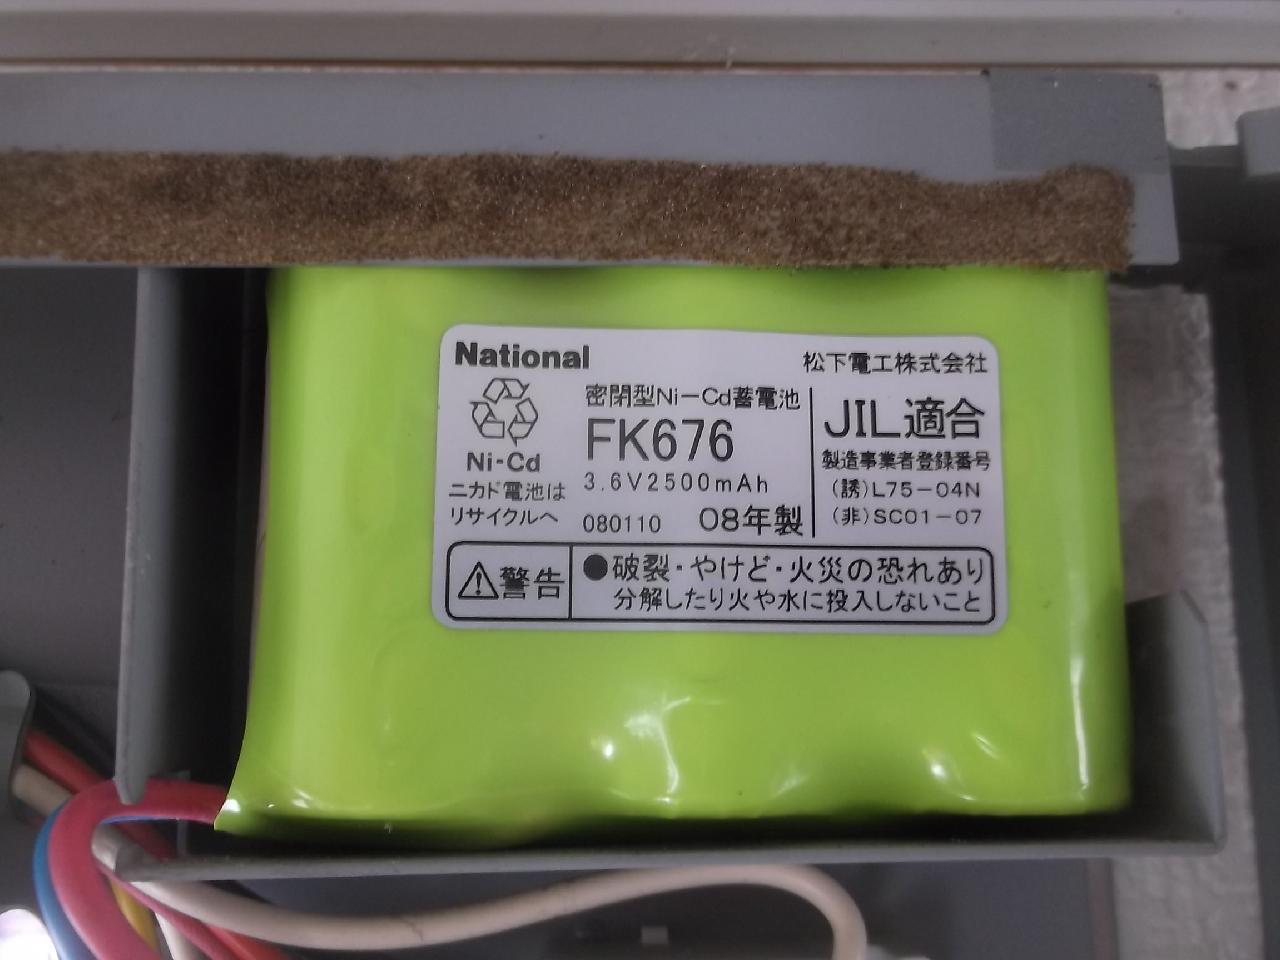 National
松下電工株式会社
密閉型Ni-Cd蓄電池
FK676
3.6V2500mAh
080110 08年製
Ni-Cd
ニカド電池は
リサイクルへ
JIL適合
製造事業者登録番号
(誘)L75-04N
(非)SC01-07
警告
●破裂・やけど・火災の恐れあり
分解したり火や水に投入しないこと